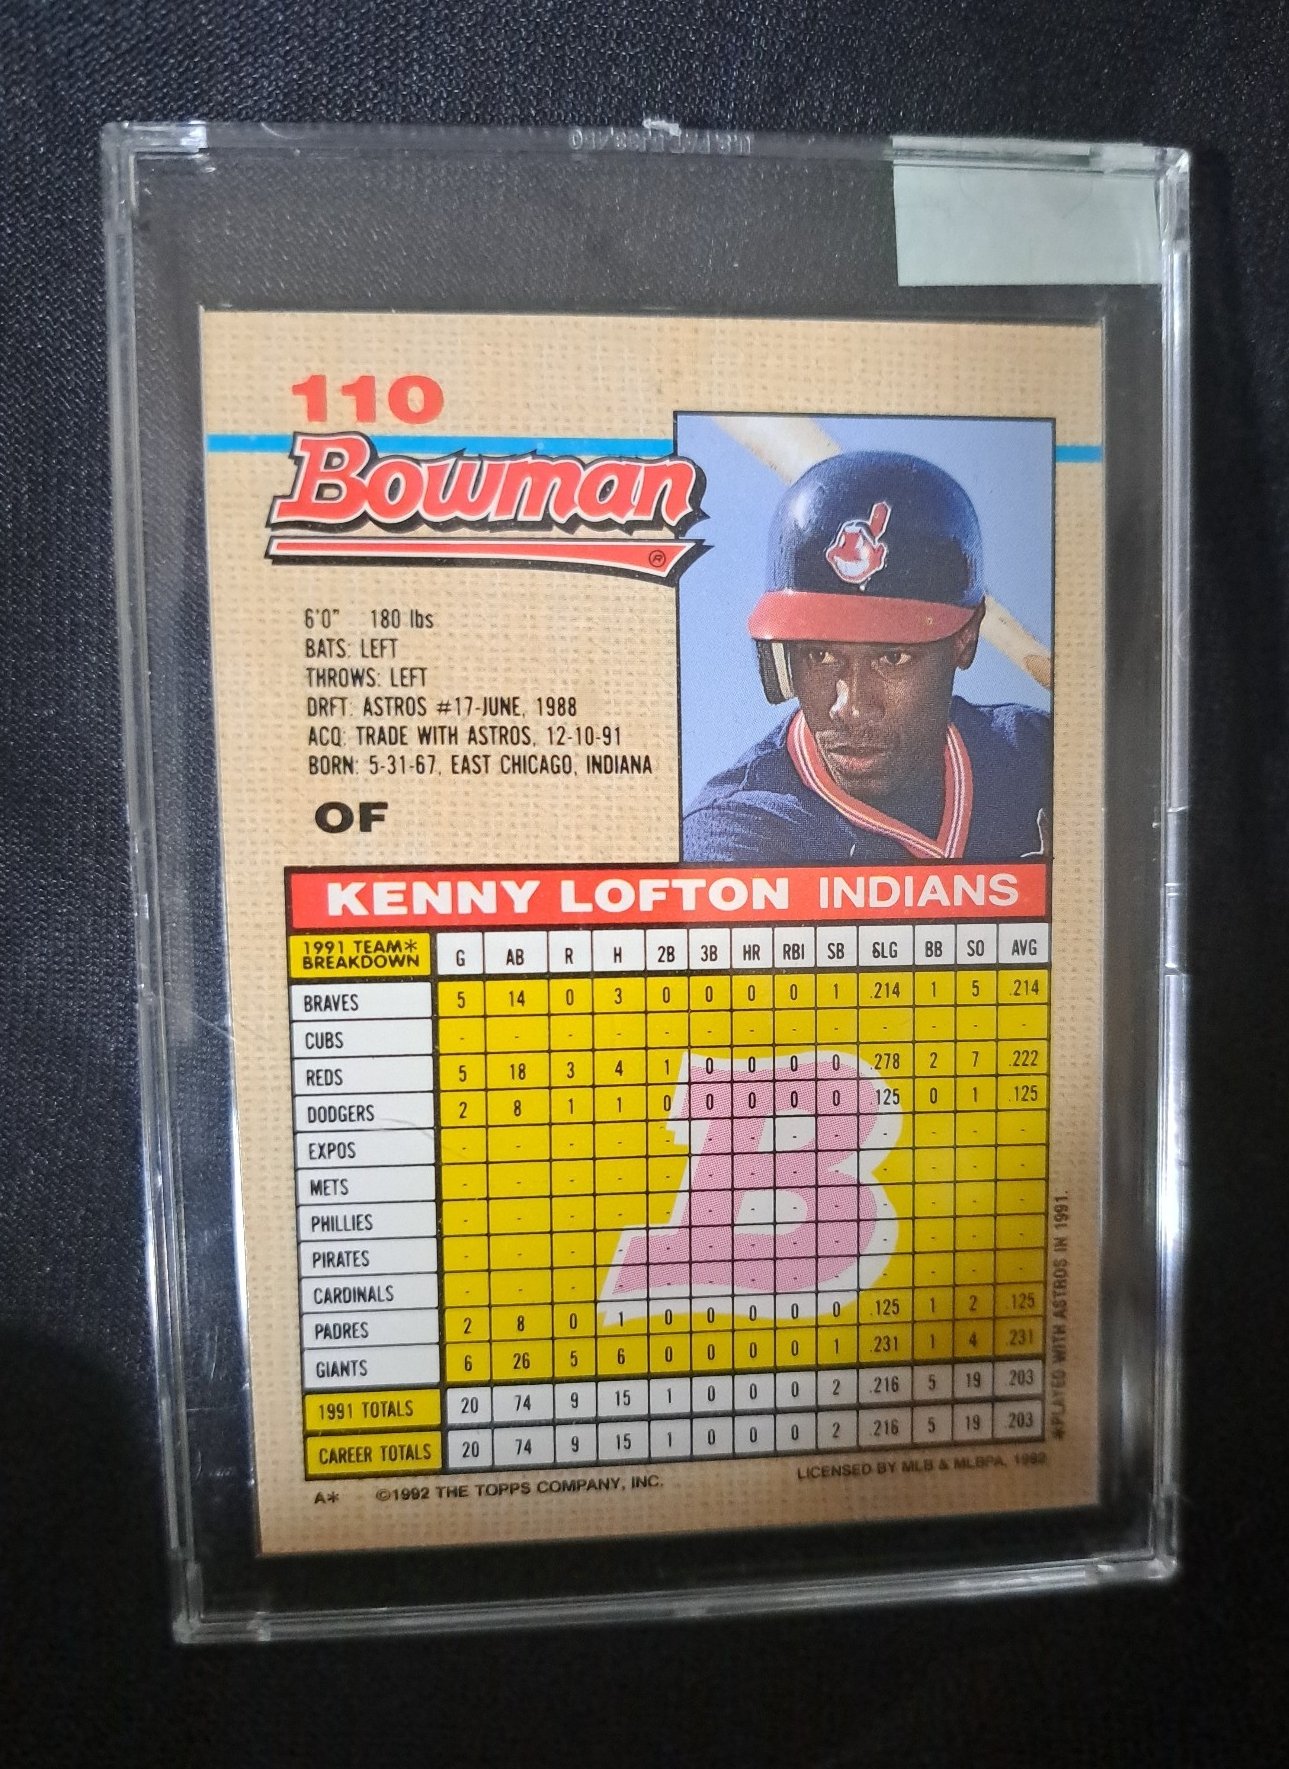 110
Bowman®
6'0" 180 lbs
BATS: LEFT
THROWS: LEFT
DRFT: ASTROS #17-JUNE, 1988
ACQ: TRADE WITH ASTROS, 12-10-91
BORN: 5-31-67, EAST CHICAGO, INDIANA
OF
KENNY LOFTON INDIANS
1991 TEAM* BREAKDOWN G AB R H 2B 3B HR RBI SB SLG BB SO AVG
BRAVES 5 14 0 3 0 0 0 0 1 .214 1 5 .214
CUBS - - - - - - - - - - - - -
REDS 5 18 3 4 1 0 0 0 0 .278 2 7 .222
DODGERS 2 8 1 1 0 0 0 0 0 .125 0 1 .125
EXPOS - - - - - - - - - - - - -
METS - - - - - - - - - - - - -
PHILLIES - - - - - - - - - - - - -
PIRATES - - - - - - - - - - - - -
CARDINALS - - - - - - - - - - - - -
PADRES 2 8 0 1 0 0 0 0 0 .125 1 2 .125
GIANTS 6 26 5 6 0 0 0 0 1 .231 1 4 .231
1991 TOTALS 20 74 9 15 1 0 0 0 2 .216 5 19 .203
CAREER TOTALS 20 74 9 15 1 0 0 0 2 .216 5 19 .203
B
*PLAYED WITH ASTROS IN 1991.
A* ©1992 THE TOPPS COMPANY, INC. LICENSED BY MLB & MLBPA, 1992